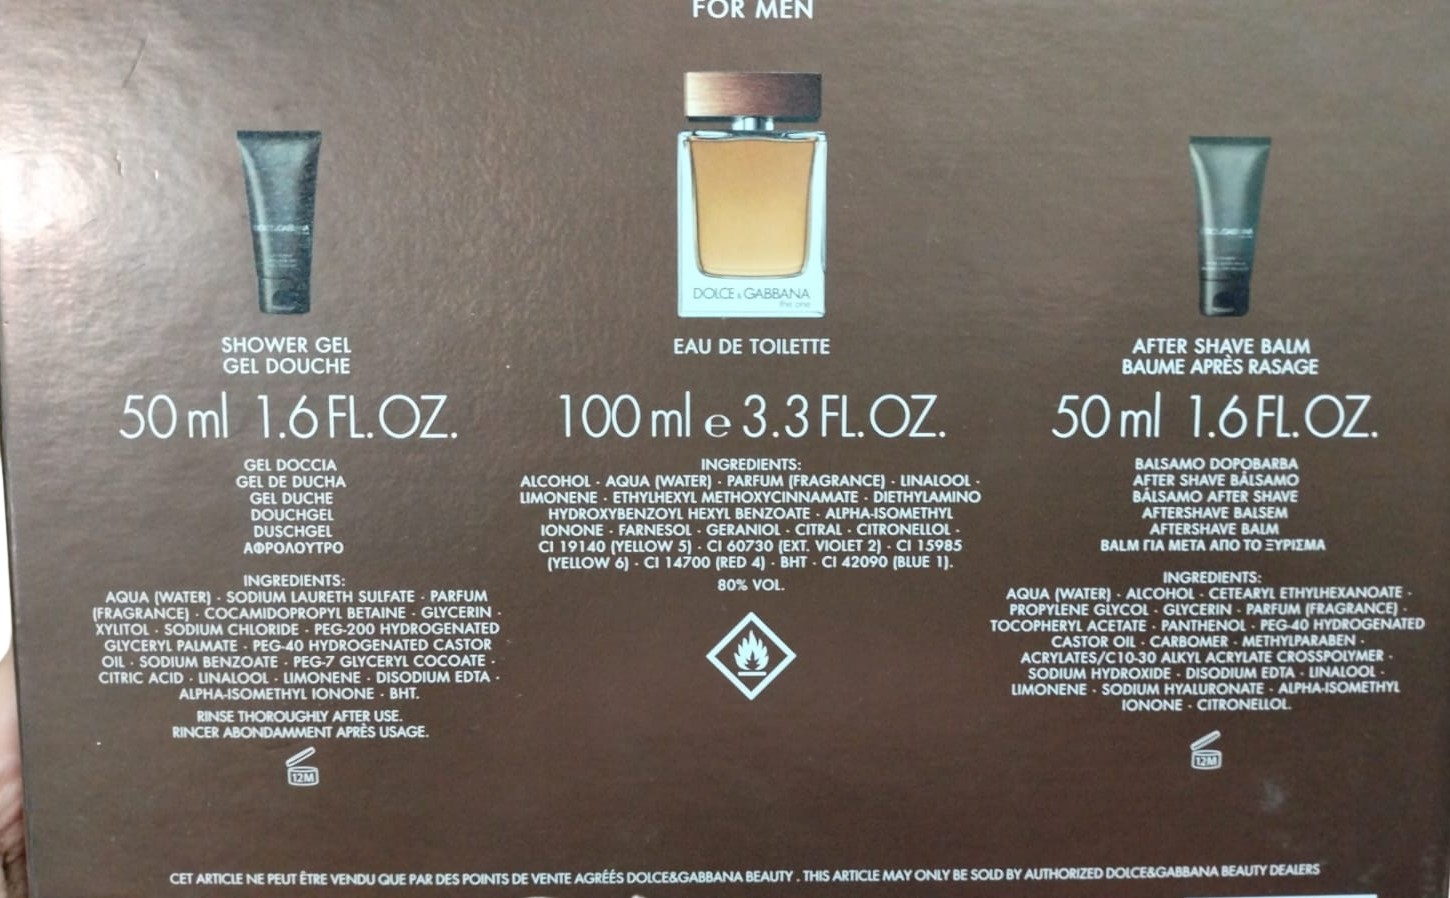 FOR MEN
DOLCE & GABBANA
the one
SHOWER GEL
GEL DOUCHE
50 ml 1.6 FL.OZ.
GEL DOCCIA
GEL DE DUCHA
GEL DUCHE
DOUCHGEL
DUSCHGEL
ΑΦΡΟΛΟΥΤΡΟ
INGREDIENTS:
AQUA (WATER) · SODIUM LAURETH SULFATE · PARFUM
(FRAGRANCE) · COCAMIDOPROPYL BETAINE · GLYCERIN ·
XYLITOL · SODIUM CHLORIDE · PEG-200 HYDROGENATED
GLYCERYL PALMATE · PEG-40 HYDROGENATED CASTOR
OIL · SODIUM BENZOATE · PEG-7 GLYCERYL COCOATE ·
CITRIC ACID · LINALOOL · LIMONENE · DISODIUM EDTA ·
ALPHA-ISOMETHYL IONONE · BHT.
RINSE THOROUGHLY AFTER USE.
RINCER ABONDAMMENT APRÈS USAGE.
12M
EAU DE TOILETTE
100 ml e 3.3 FL.OZ.
INGREDIENTS:
ALCOHOL · AQUA (WATER) · PARFUM (FRAGRANCE) · LINALOOL ·
LIMONENE · ETHYLHEXYL METHOXYCINNAMATE · DIETHYLAMINO
HYDROXYBENZOYL HEXYL BENZOATE · ALPHA-ISOMETHYL
IONONE · FARNESOL · GERANIOL · CITRAL · CITRONELLOL ·
CI 19140 (YELLOW 5) · CI 60730 (EXT. VIOLET 2) · CI 15985
(YELLOW 6) · CI 14700 (RED 4) · BHT · CI 42090 (BLUE 1).
80% VOL.
AFTER SHAVE BALM
BAUME APRÈS RASAGE
50 ml 1.6 FL.OZ.
BALSAMO DOPOBARBA
AFTER SHAVE BÁLSAMO
BÁLSAMO AFTER SHAVE
AFTERSHAVE BALSEM
AFTERSHAVE BALM
BALM ΓΙΑ ΜΕΤΑ ΑΠΟ ΤΟ ΞΥΡΙΣΜΑ
INGREDIENTS:
AQUA (WATER) · ALCOHOL · CETEARYL ETHYLHEXANOATE ·
PROPYLENE GLYCOL · GLYCERIN · PARFUM (FRAGRANCE) ·
TOCOPHERYL ACETATE · PANTHENOL · PEG-40 HYDROGENATED
CASTOR OIL · CARBOMER · METHYLPARABEN ·
ACRYLATES/C10-30 ALKYL ACRYLATE CROSSPOLYMER ·
SODIUM HYDROXIDE · DISODIUM EDTA · LINALOOL ·
LIMONENE · SODIUM HYALURONATE · ALPHA-ISOMETHYL
IONONE · CITRONELLOL.
12M
CET ARTICLE NE PEUT ÊTRE VENDU QUE PAR DES POINTS DE VENTE AGRÉÉS DOLCE&GABBANA BEAUTY . THIS ARTICLE MAY ONLY BE SOLD BY AUTHORIZED DOLCE&GABBANA BEAUTY DEALERS